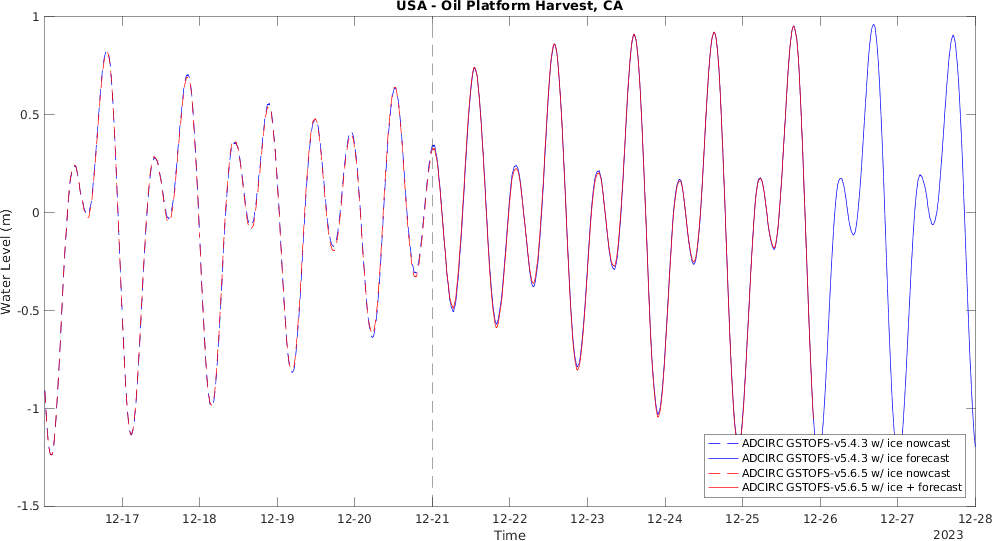 USA - Oil Platform Harvest, CA
1
0.5
0
-0.5
-1
-1.5
Water Level (m)
ADCIRC GSTOFS-v5.4.3 w/ ice nowcast
ADCIRC GSTOFS-v5.4.3 w/ ice forecast
ADCIRC GSTOFS-v5.6.5 w/ ice nowcast
ADCIRC GSTOFS-v5.6.5 w/ ice + forecast
12-17 12-18 12-19 12-20 12-21 12-22 12-23 12-24 12-25 12-26 12-27 12-28
Time
2023